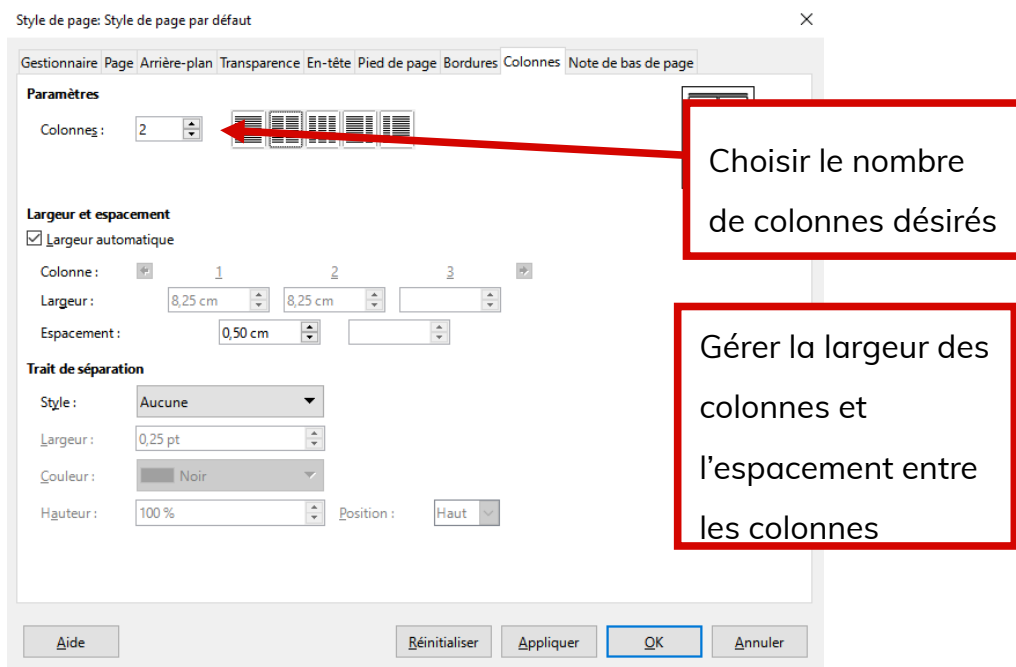 Style de page: Style de page par défaut
Gestionnaire Page Arrière-plan Transparence En-tête Pied de page Bordures Colonnes Note de bas de page
Paramètres
Colonnes : 2
Choisir le nombre
de colonnes désirés
Largeur et espacement
Largeur automatique
Colonne : 1 2 3
Largeur : 8,25 cm 8,25 cm
Espacement : 0,50 cm
Gérer la largeur des
colonnes et
l’espacement entre
les colonnes
Trait de séparation
Style : Aucune
Largeur : 0,25 pt
Couleur : Noir
Hauteur : 100 % Position : Haut
Aide Réinitialiser Appliquer OK Annuler